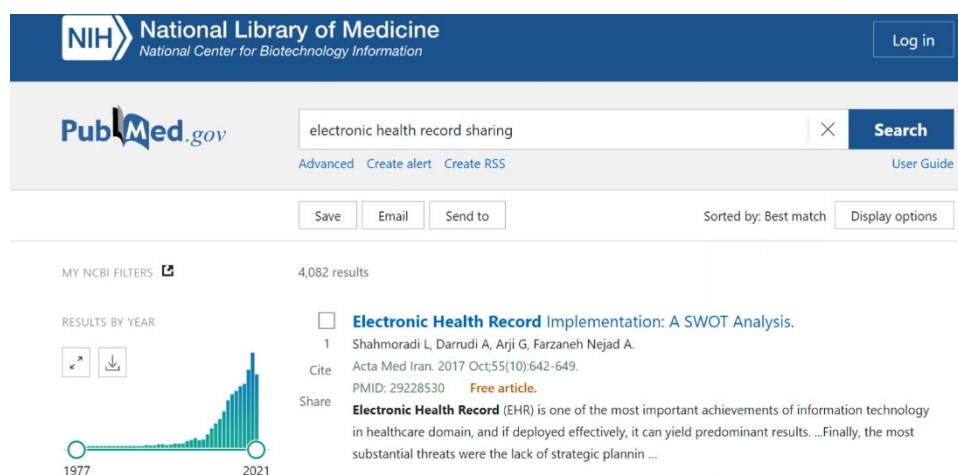 NIH
National Library of Medicine
National Center for Biotechnology Information
Log in
PubMed.gov
electronic health record sharing
Search
Advanced Create alert Create RSS
User Guide
Save Email Send to
Sorted by: Best match Display options
MY NCBI FILTERS
4,082 results
RESULTS BY YEAR
1977 2021
Electronic Health Record Implementation: A SWOT Analysis.
1
Shahmoradi L, Darrudi A, Arji G, Farzaneh Nejad A.
Cite
Acta Med Iran. 2017 Oct;55(10):642-649.
PMID: 29228530 Free article.
Share
Electronic Health Record (EHR) is one of the most important achievements of information technology
in healthcare domain, and if deployed effectively, it can yield predominant results. ...Finally, the most
substantial threats were the lack of strategic plannin ...